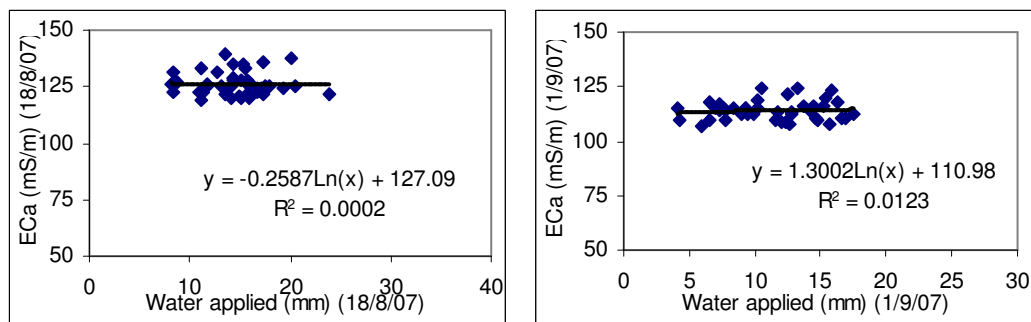 150
125
100
75
50
ECa (mS/m) (18/8/07)
y = -0.2587Ln(x) + 127.09
R² = 0.0002
0 10 20 30 40
Water applied (mm) (18/8/07)
150
125
100
75
50
ECa (mS/m) (1/9/07)
y = 1.3002Ln(x) + 110.98
R² = 0.0123
0 5 10 15 20 25 30
Water applied (mm) (1/9/07)